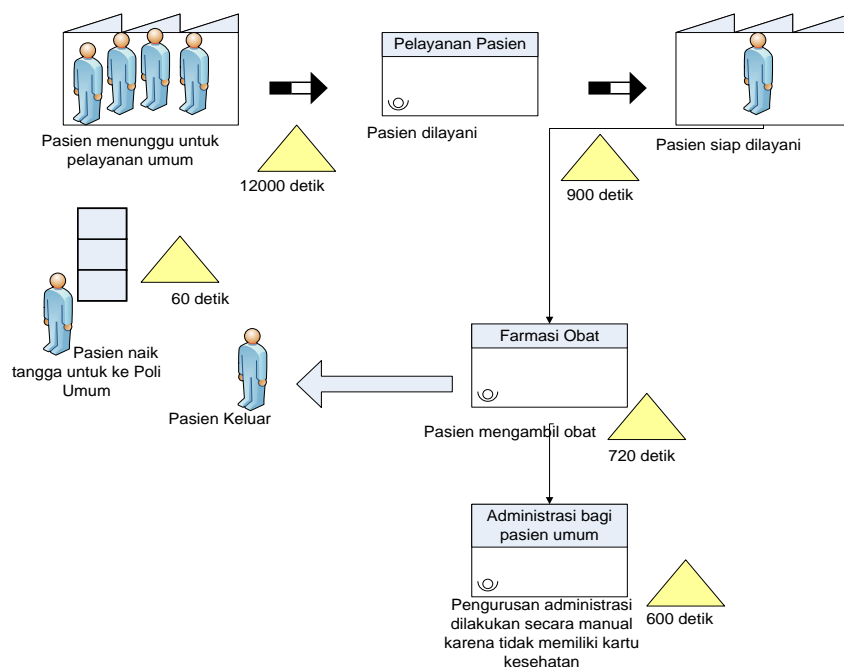 Pelayanan Pasien
Pasien menunggu untuk
pelayanan umum
12000 detik
Pasien dilayani
900 detik
Pasien siap dilayani
60 detik
Pasien naik
tangga untuk ke Poli
Umum
Pasien Keluar
Farmasi Obat
Pasien mengambil obat
720 detik
Administrasi bagi
pasien umum
Pengurusan administrasi
dilakukan secara manual
karena tidak memiliki kartu
kesehatan
600 detik